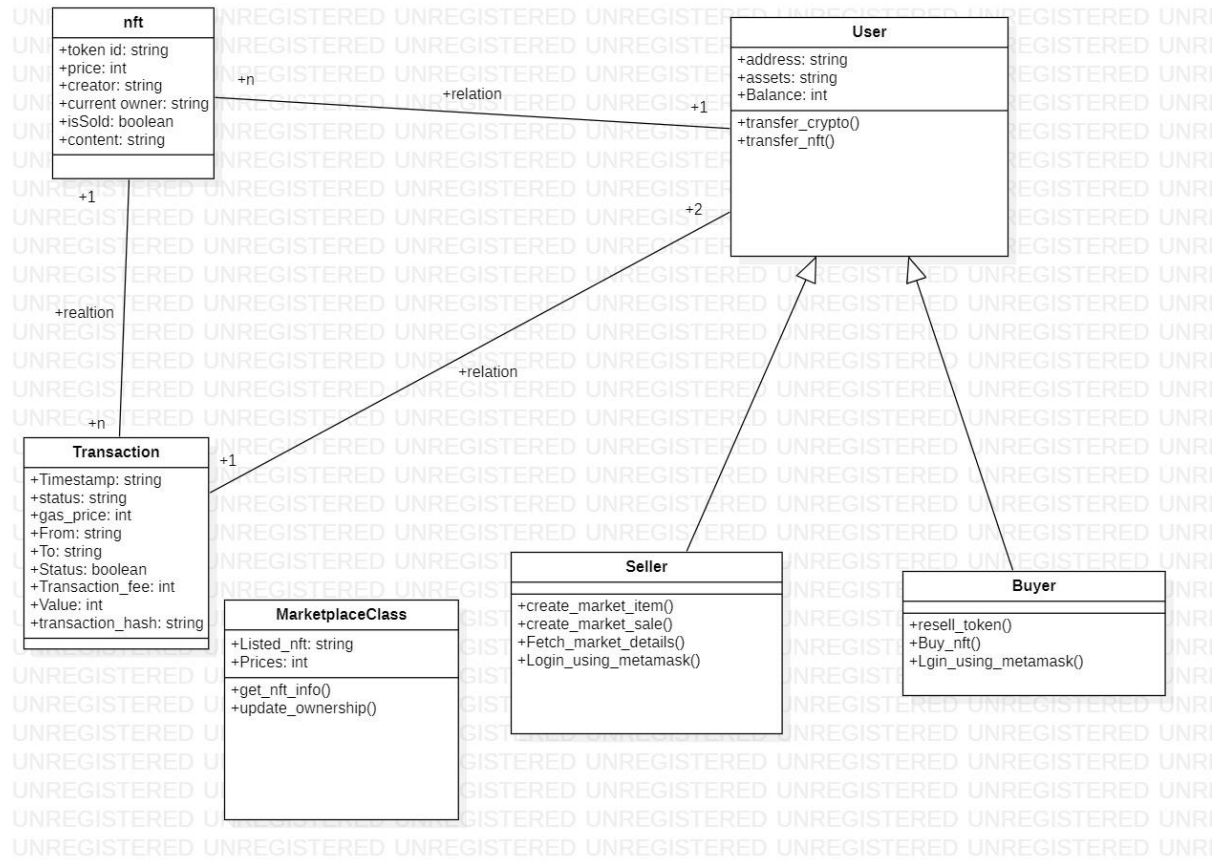 nft
+token id: string
+price: int
+creator: string
+current owner: string
+isSold: boolean
+content: string
+n
+relation
+1
User
+address: string
+assets: string
+Balance: int
+transfer_crypto()
+transfer_nft()
+1
+2
+realtion
+relation
+n
+1
Transaction
+Timestamp: string
+status: string
+gas_price: int
+From: string
+To: string
+Status: boolean
+Transaction_fee: int
+Value: int
+transaction_hash: string
MarketplaceClass
+Listed_nft: string
+Prices: int
+get_nft_info()
+update_ownership()
Seller
+create_market_item()
+create_market_sale()
+Fetch_market_details()
+Login_using_metamask()
Buyer
+resell_token()
+Buy_nft()
+Lgin_using_metamask()
UNREGISTERED